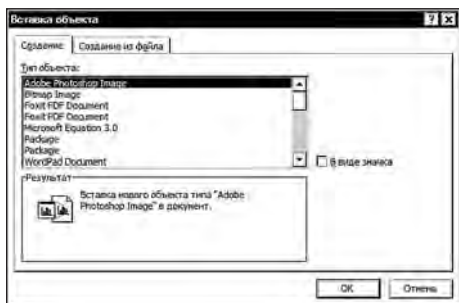 Вставка объекта
Создание
Создание из файла
Тип объекта:
Adobe Photoshop Image
Bitmap Image
Foxit PDF Document
Foxit PDF Document
Microsoft Equation 3.0
Package
Package
WordPad Document
В виде значка
Результат
Вставка нового объекта типа "Adobe
Photoshop Image" в документ.
ОК
Отмена